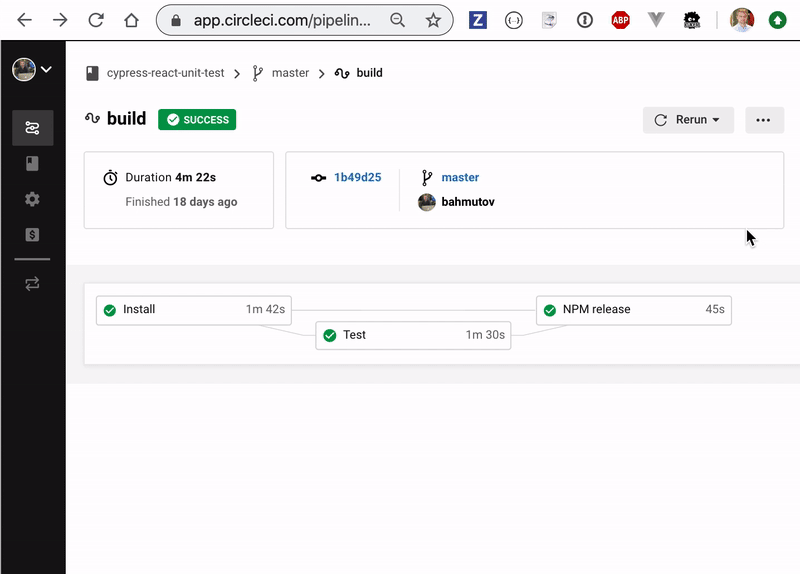 app.circleci.com/pipelin...
Z
ABP
cypress-react-unit-test
master
build
build
SUCCESS
Rerun
Duration 4m 22s
Finished 18 days ago
1b49d25
master
bahmutov
Install 1m 42s
NPM release 45s
Test 1m 30s